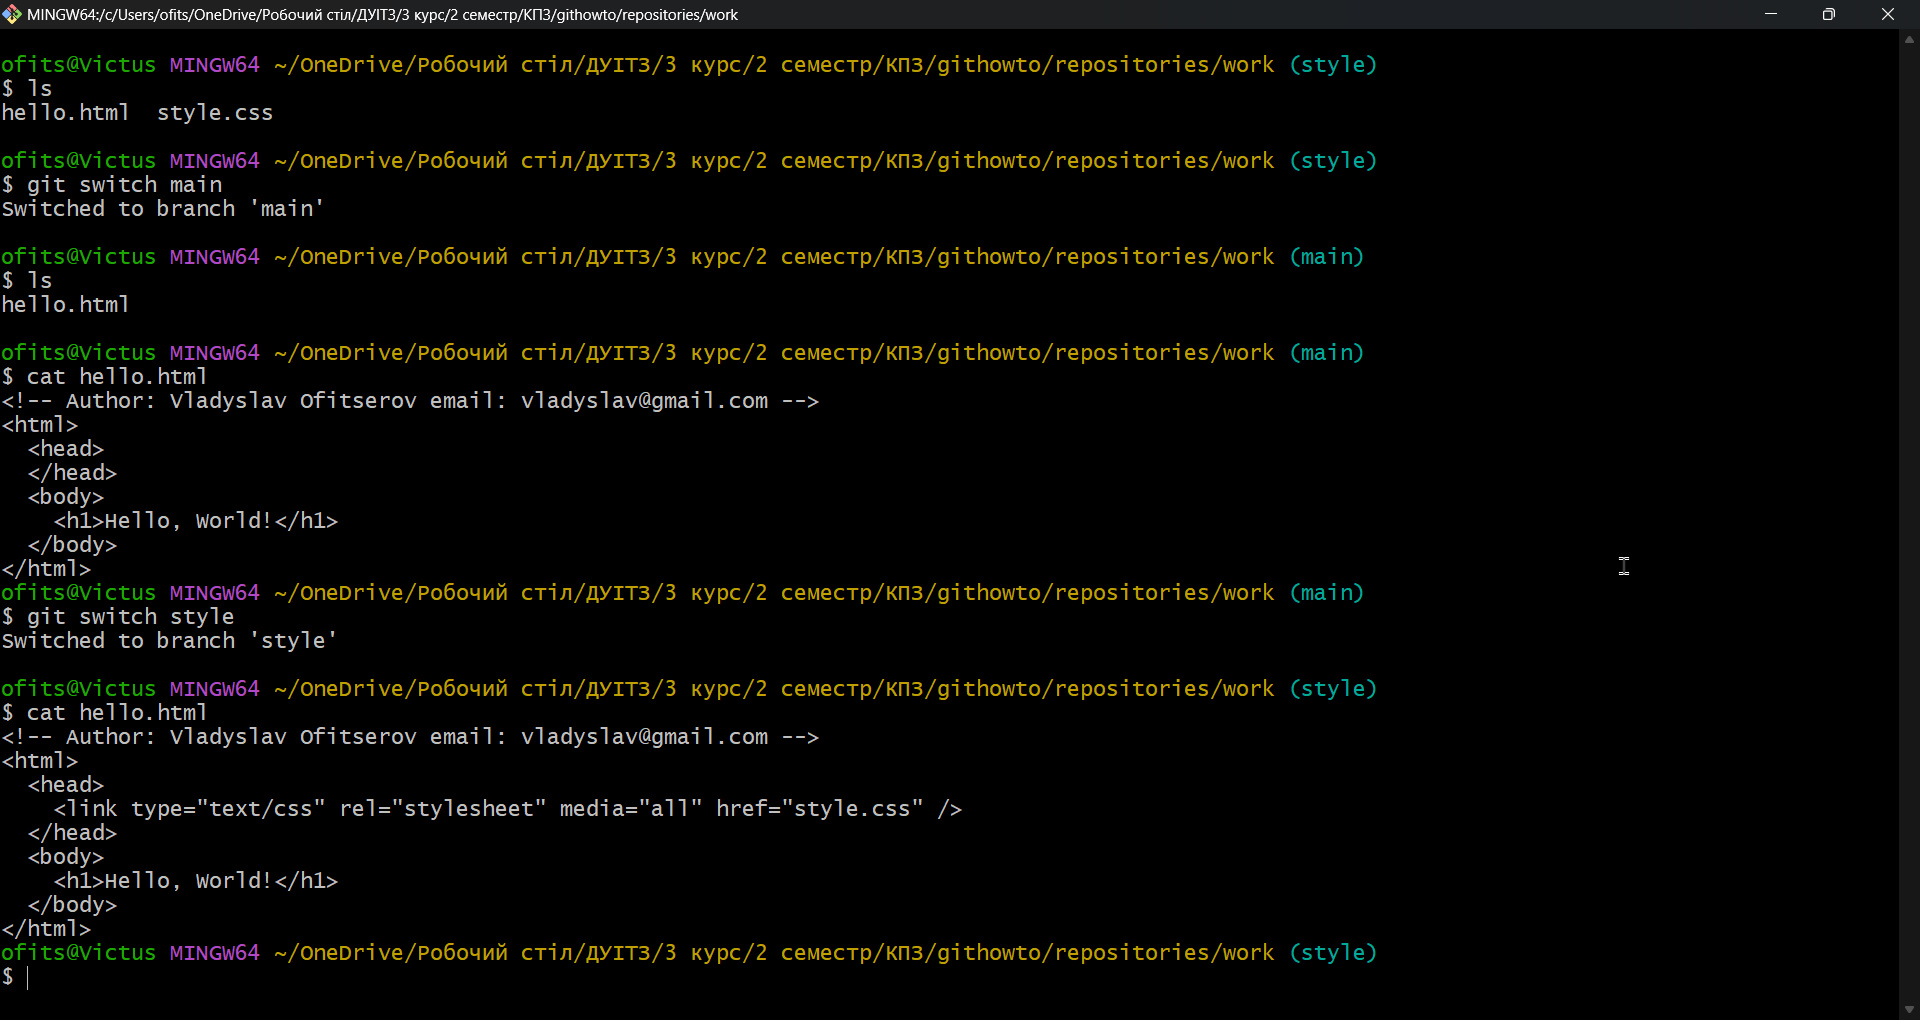 MINGW64:/c/Users/ofits/OneDrive/Робочий стіл/ДУІТЗ/3 курс/2 семестр/КПЗ/githowto/repositories/work
ofits@Victus MINGW64 ~/OneDrive/Робочий стіл/ДУІТЗ/3 курс/2 семестр/КПЗ/githowto/repositories/work (style)
$ ls
hello.html  style.css
ofits@Victus MINGW64 ~/OneDrive/Робочий стіл/ДУІТЗ/3 курс/2 семестр/КПЗ/githowto/repositories/work (style)
$ git switch main
Switched to branch 'main'
ofits@Victus MINGW64 ~/OneDrive/Робочий стіл/ДУІТЗ/3 курс/2 семестр/КПЗ/githowto/repositories/work (main)
$ ls
hello.html
ofits@Victus MINGW64 ~/OneDrive/Робочий стіл/ДУІТЗ/3 курс/2 семестр/КПЗ/githowto/repositories/work (main)
$ cat hello.html
<!-- Author: Vladyslav Ofitserov email: vladyslav@gmail.com -->
<html>
  <head>
  </head>
  <body>
    <h1>Hello, World!</h1>
  </body>
</html>
ofits@Victus MINGW64 ~/OneDrive/Робочий стіл/ДУІТЗ/3 курс/2 семестр/КПЗ/githowto/repositories/work (main)
$ git switch style
Switched to branch 'style'
ofits@Victus MINGW64 ~/OneDrive/Робочий стіл/ДУІТЗ/3 курс/2 семестр/КПЗ/githowto/repositories/work (style)
$ cat hello.html
<!-- Author: Vladyslav Ofitserov email: vladyslav@gmail.com -->
<html>
  <head>
    <link type="text/css" rel="stylesheet" media="all" href="style.css" />
  </head>
  <body>
    <h1>Hello, World!</h1>
  </body>
</html>
ofits@Victus MINGW64 ~/OneDrive/Робочий стіл/ДУІТЗ/3 курс/2 семестр/КПЗ/githowto/repositories/work (style)
$